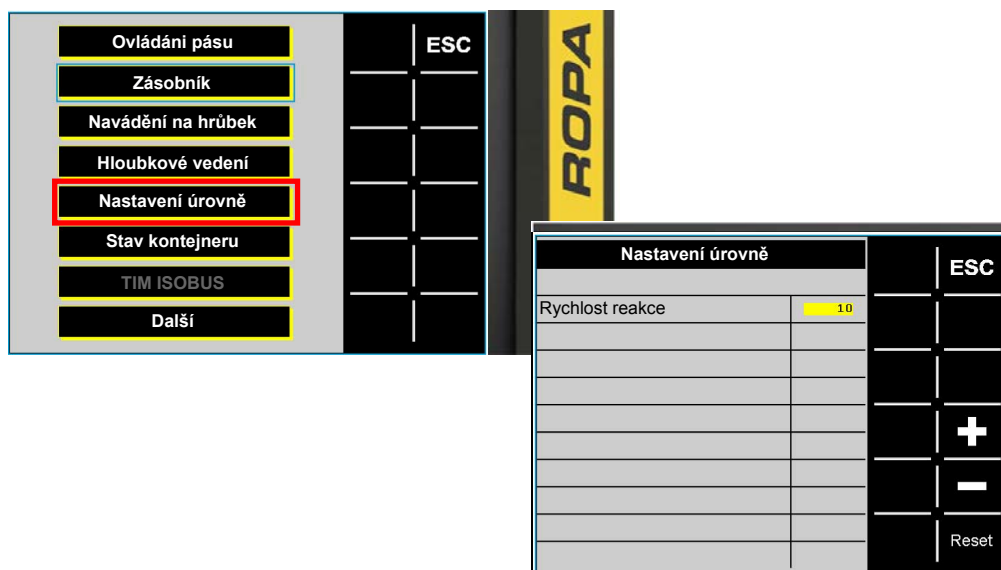 Ovládáni pásu
ESC
Zásobník
Navádění na hrůbek
Hloubkové vedení
Nastavení úrovně
Stav kontejneru
TIM ISOBUS
Další
ROPA
Nastavení úrovně
ESC
Rychlost reakce 10
+
−
Reset